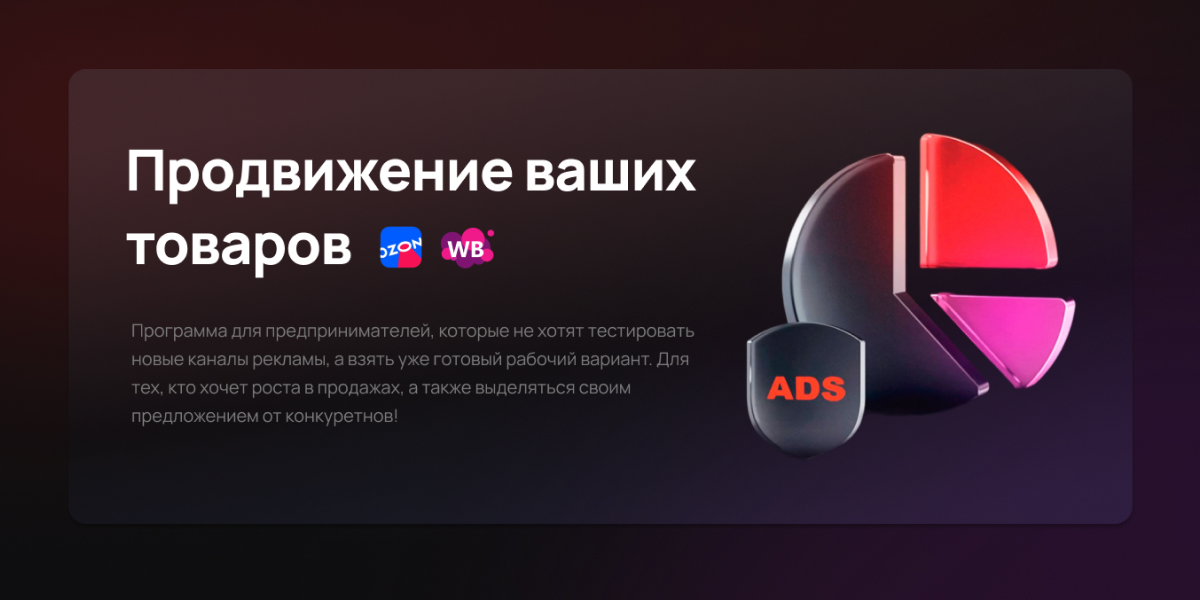 Продвижение ваших
товаров OZON WB
Программа для предпринимателей, которые не хотят тестировать
новые каналы рекламы, а взять уже готовый рабочий вариант. Для
тех, кто хочет роста в продажах, а также выделяться своим
предложением от конкуретнов!
ADS